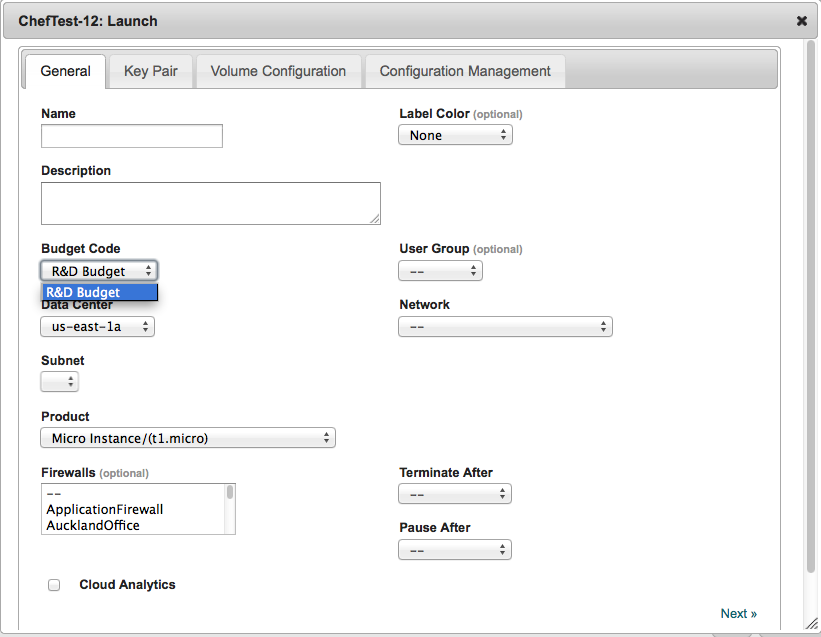 ChefTest-12: Launch
General
Key Pair
Volume Configuration
Configuration Management
Name
Label Color (optional)
None
Description
Budget Code
User Group (optional)
R&D Budget
--
R&D Budget
Data Center
Network
us-east-1a
--
Subnet
Product
Micro Instance/(t1.micro)
Firewalls (optional)
Terminate After
--
--
ApplicationFirewall
AucklandOffice
Pause After
--
Cloud Analytics
Next »